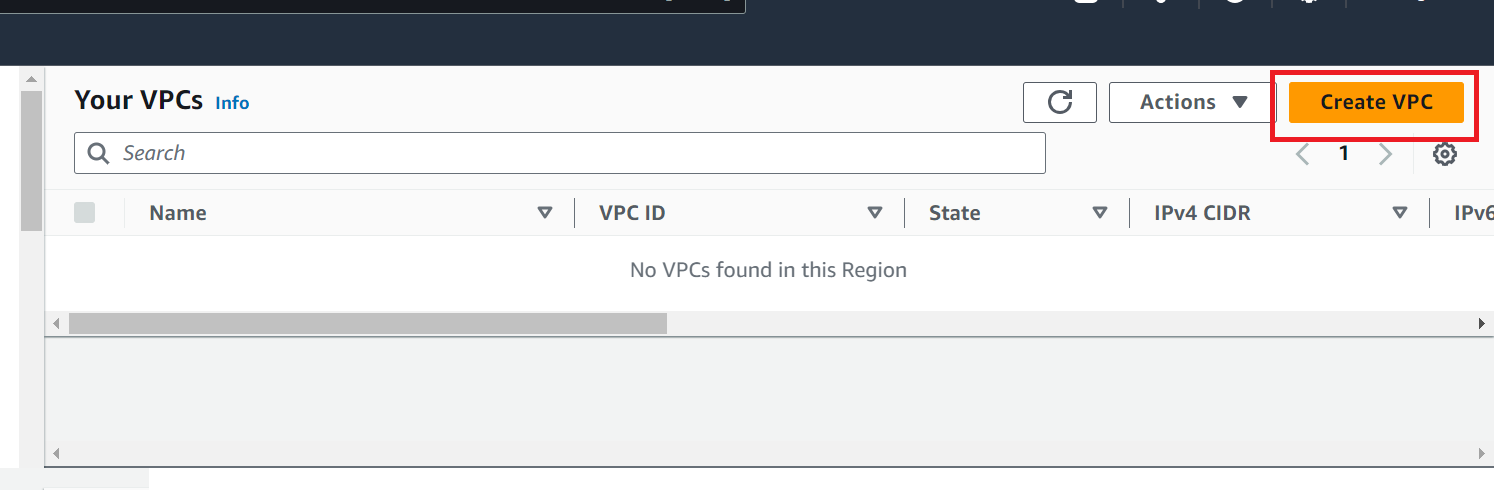 Your VPCs Info
Actions
Create VPC
Search
1
Name VPC ID State IPv4 CIDR IPv6
No VPCs found in this Region